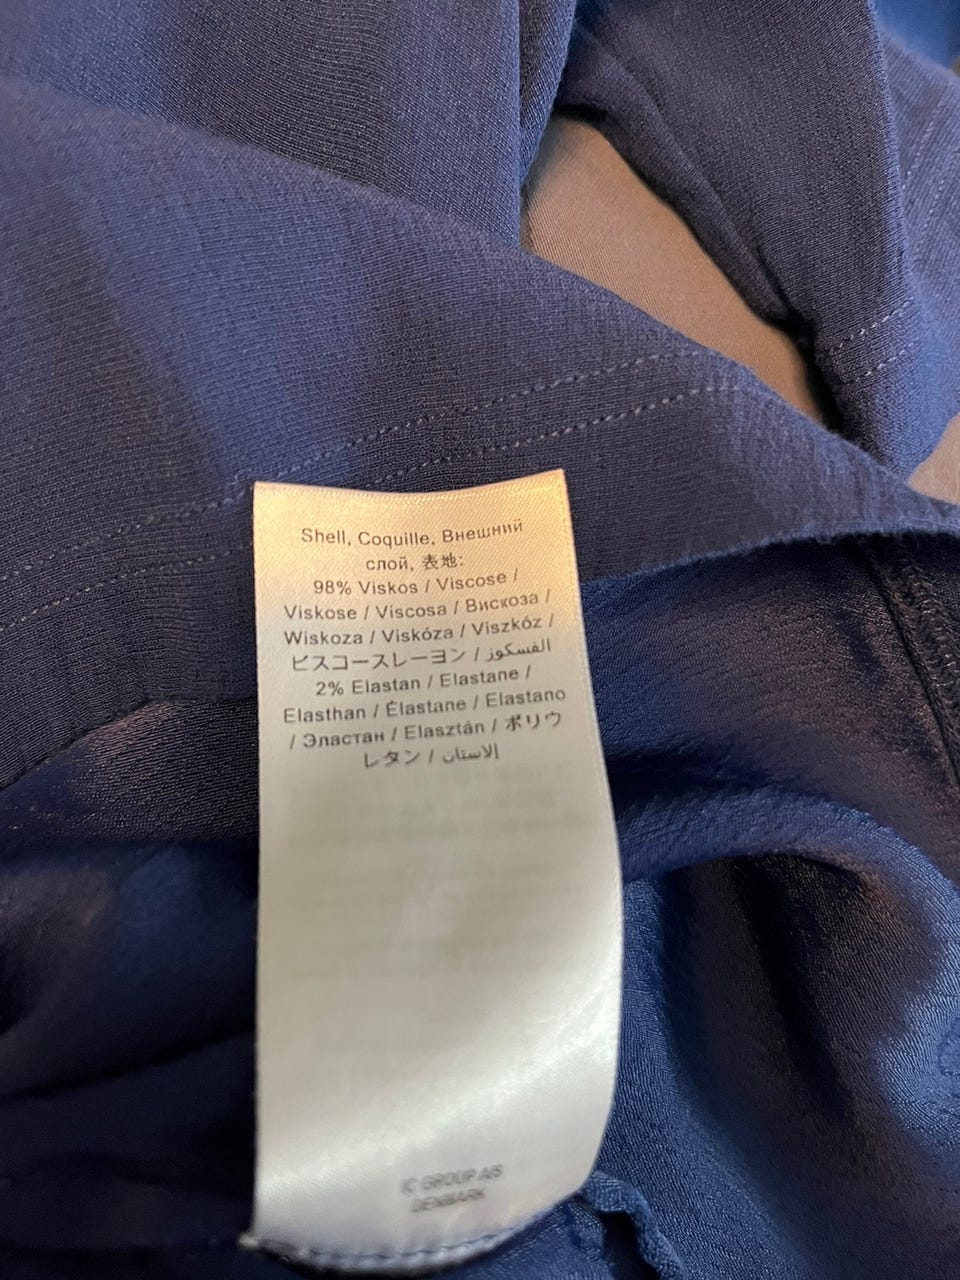 Shell, Coquille, Внешний
слой, 表地:
98% Viskos / Viscose /
Viskose / Viscosa / Вискоза /
Wiskoza / Viskóza / Viszkóz /
ビスコースレーヨン / الفسكوز
2% Elastan / Elastane /
Elasthan / Élastane / Elastano
/ Эластан / Elasztán / ポリウ
レタン / إلاستان
IC GROUP A/S
DENMARK